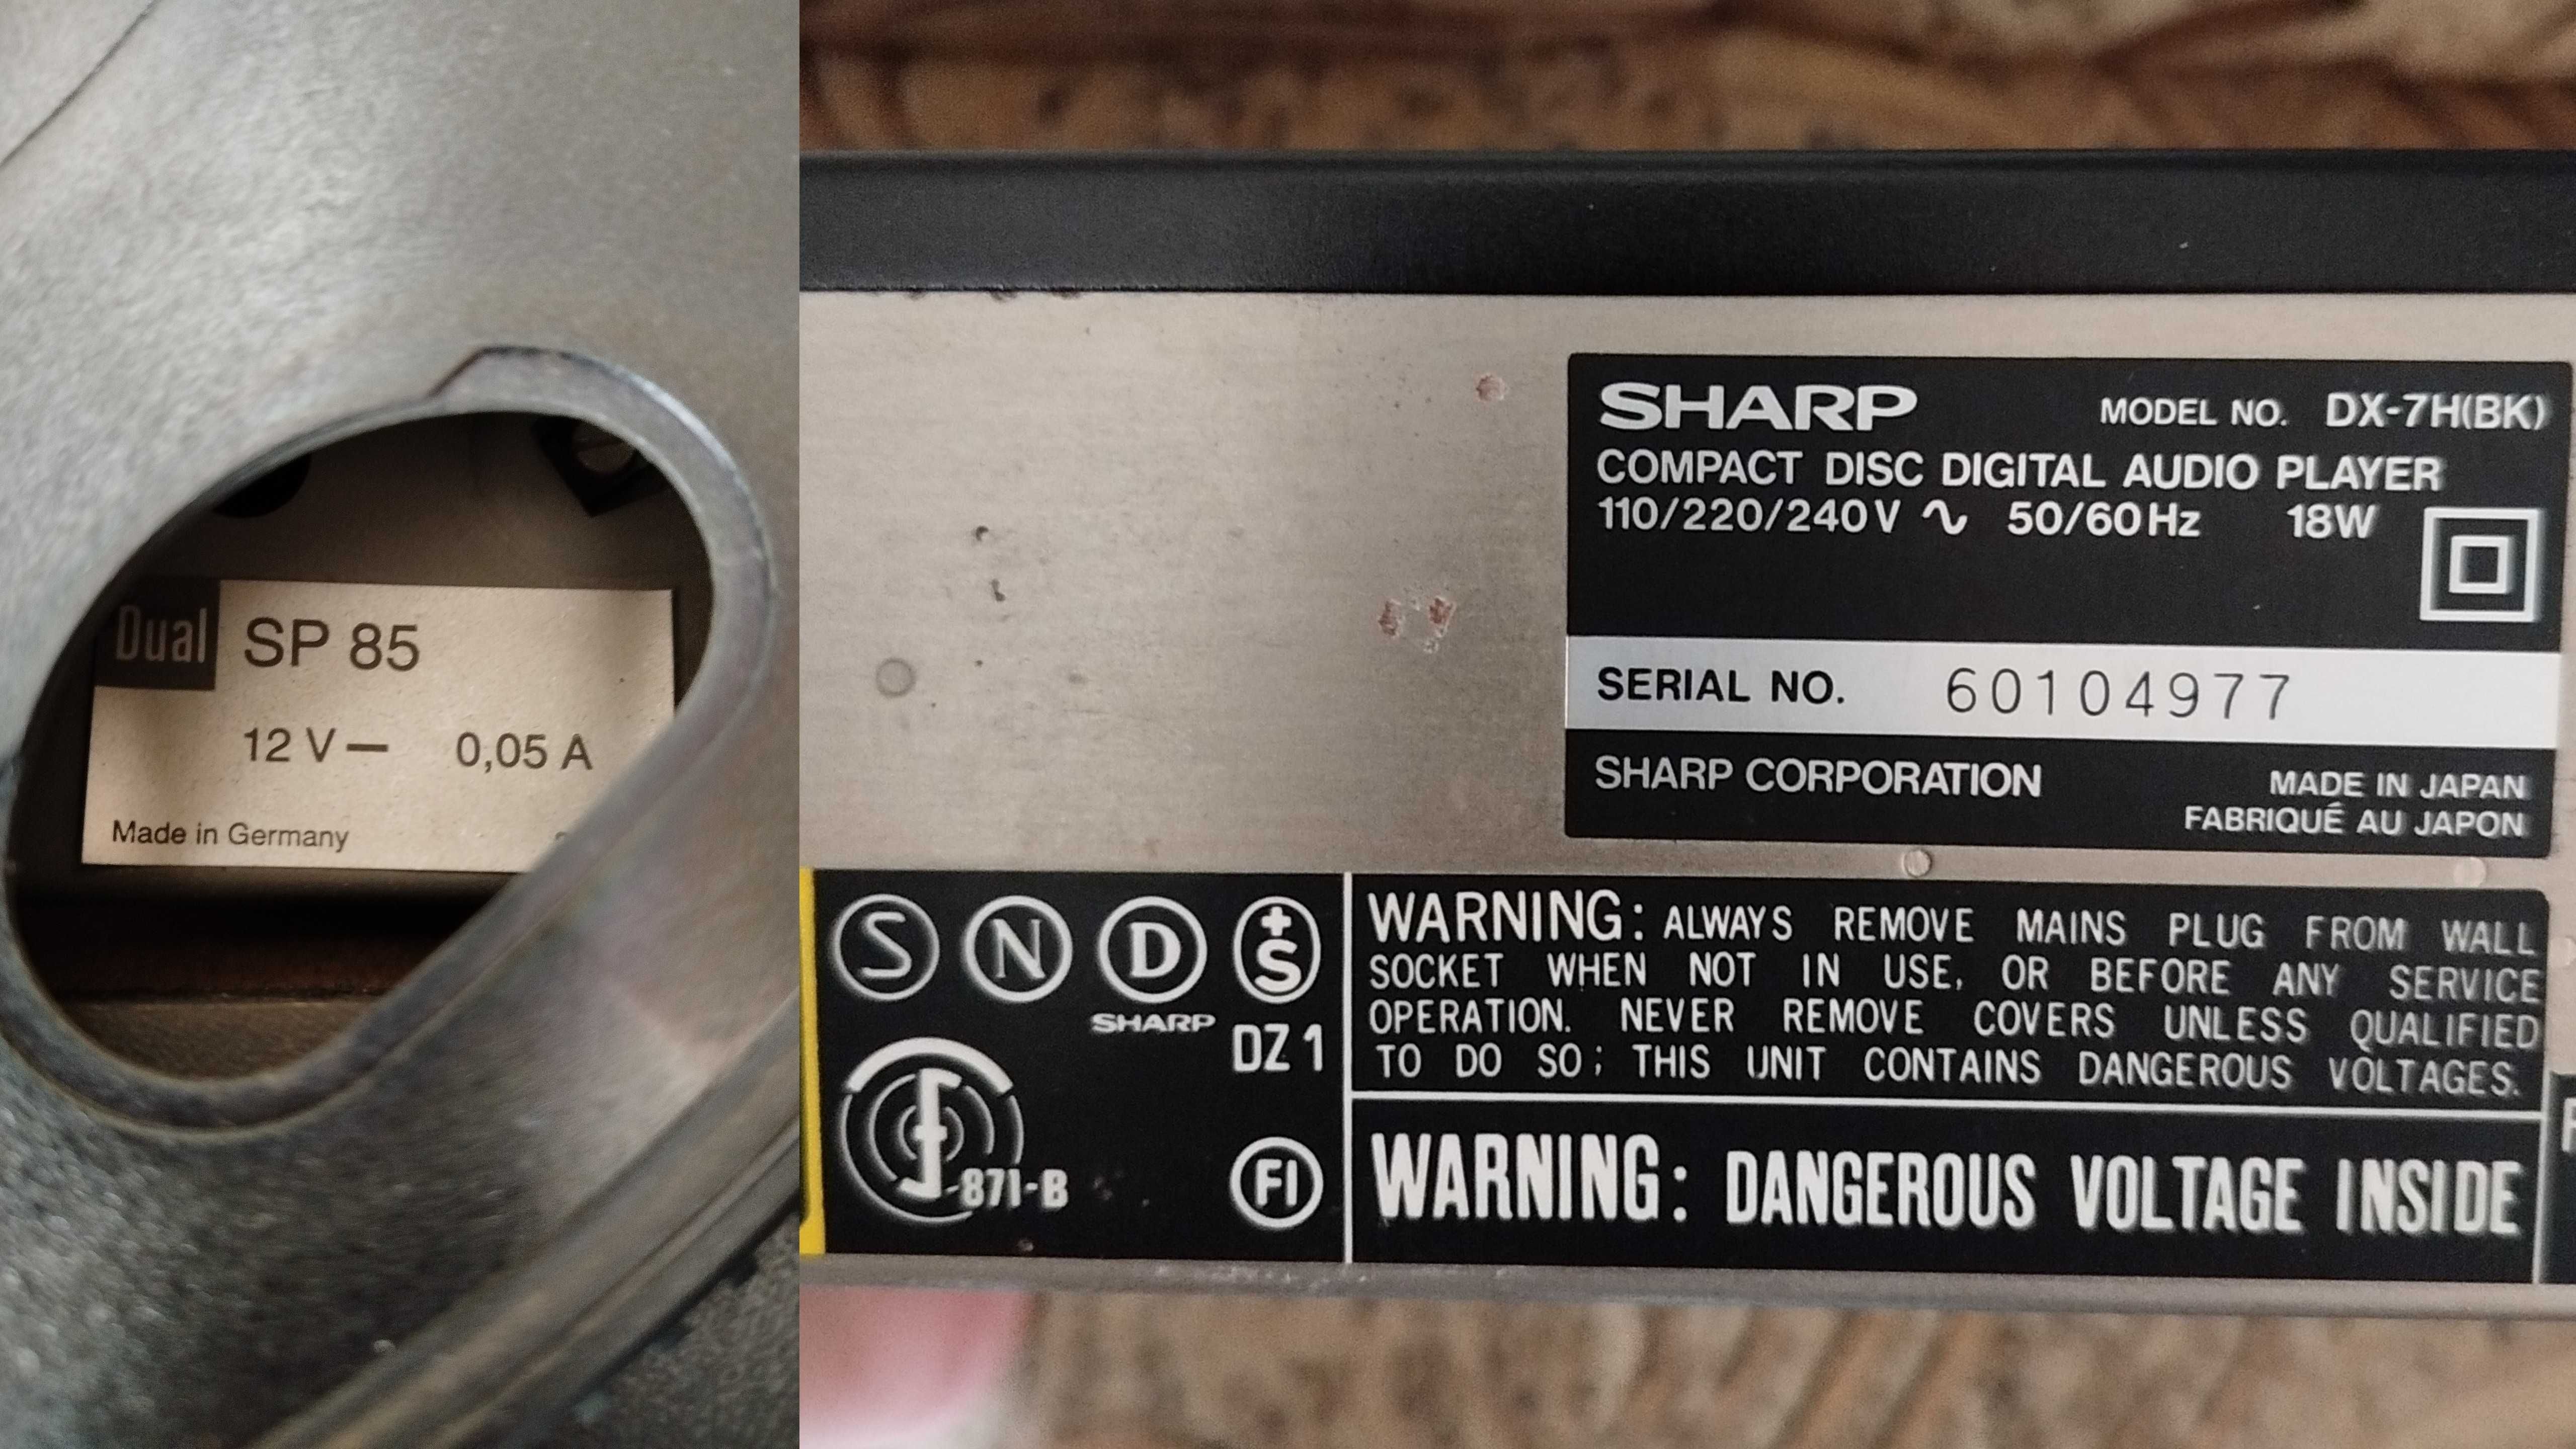 Dual SP 85
12 V 0,05 A
Made in Germany
SHARP MODEL NO. DX-7H(BK)
COMPACT DISC DIGITAL AUDIO PLAYER
110/220/240V ∿ 50/60Hz 18W
SERIAL NO. 60104977
SHARP CORPORATION MADE IN JAPAN
FABRIQUÉ AU JAPON
S N D +S
SHARP
DZ 1
871-B
FI
WARNING: ALWAYS REMOVE MAINS PLUG FROM WALL
SOCKET WHEN NOT IN USE, OR BEFORE ANY SERVICE
OPERATION. NEVER REMOVE COVERS UNLESS QUALIFIED
TO DO SO; THIS UNIT CONTAINS DANGEROUS VOLTAGES.
WARNING: DANGEROUS VOLTAGE INSIDE